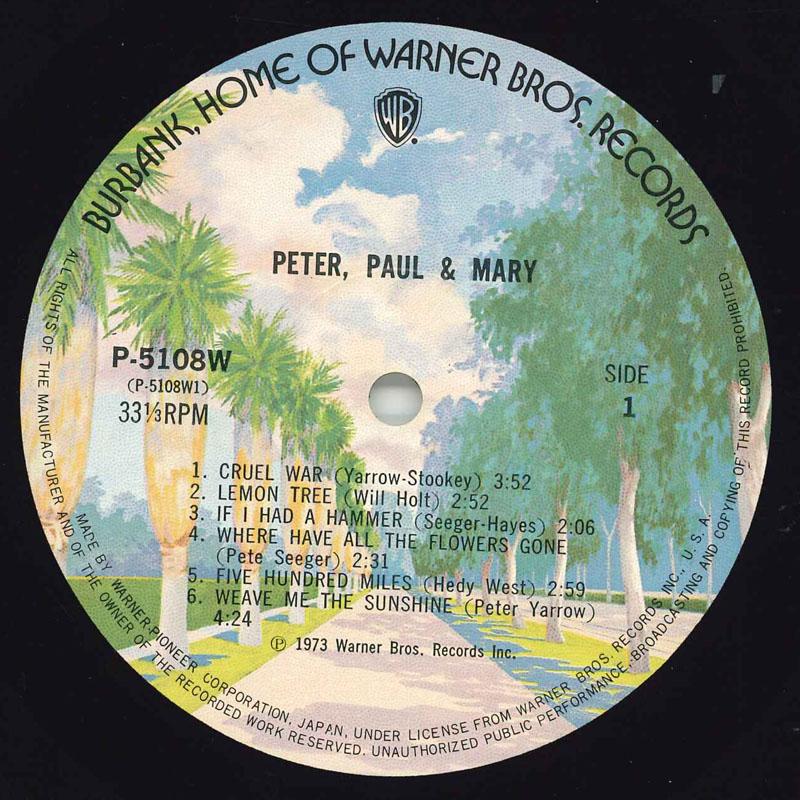 BURBANK, HOME OF WARNER BROS. RECORDS
WB.
PETER, PAUL & MARY
P-5108W
(P-5108W1)
33⅓RPM
SIDE
1
1. CRUEL WAR (Yarrow-Stookey) 3:52
2. LEMON TREE (Will Holt) 2:52
3. IF I HAD A HAMMER (Seeger-Hayes) 2:06
4. WHERE HAVE ALL THE FLOWERS GONE
(Pete Seeger) 2:31
5. FIVE HUNDRED MILES (Hedy West) 2:59
6. WEAVE ME THE SUNSHINE (Peter Yarrow)
4:24
℗ 1973 Warner Bros. Records Inc.
MADE BY WARNER-PIONEER CORPORATION, JAPAN, UNDER LICENSE FROM WARNER BROS. RECORDS INC., U.S.A.
ALL RIGHTS OF THE MANUFACTURER AND OF THE OWNER OF THE RECORDED WORK RESERVED. UNAUTHORIZED PUBLIC PERFORMANCE·BROADCASTING AND COPYING OF THIS RECORD PROHIBITED.